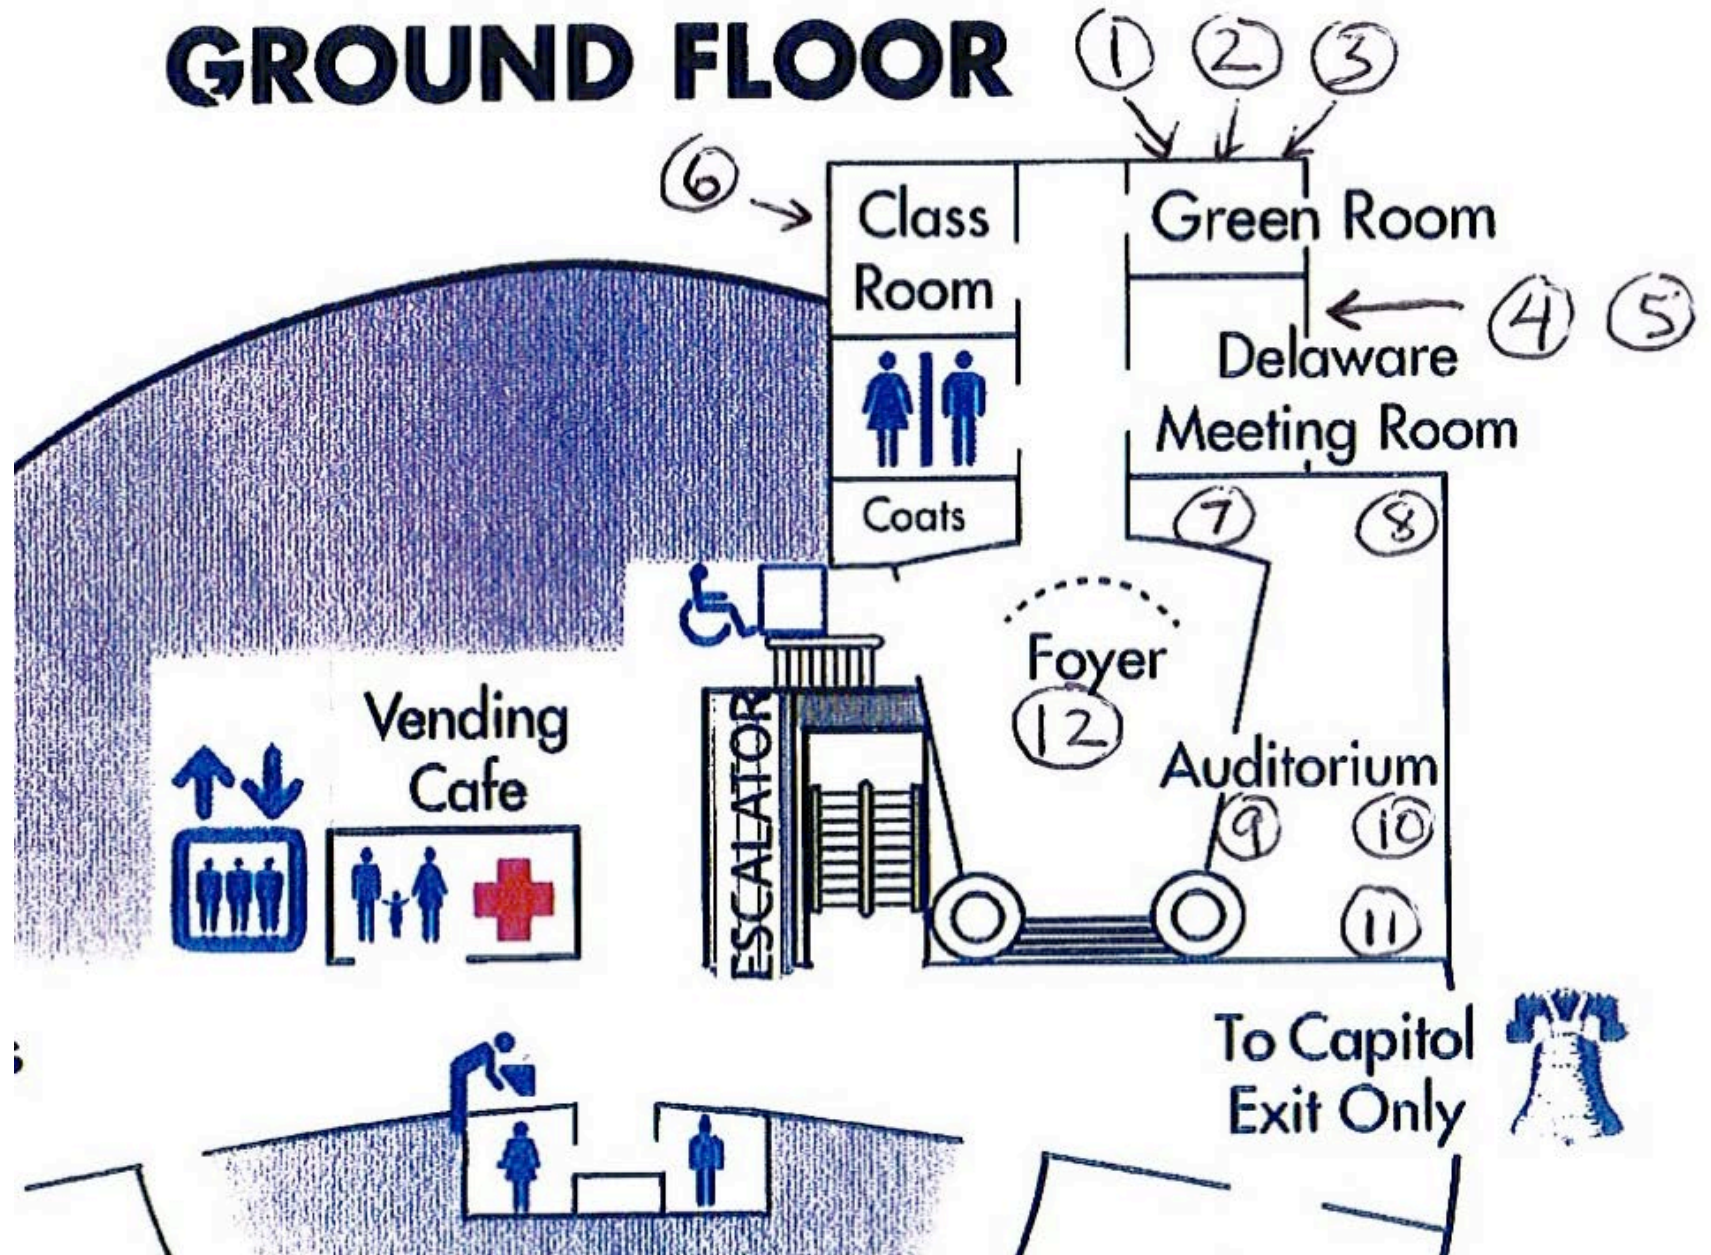 GROUND FLOOR
① ② ③
⑥
Class
Room
Green Room
④ ⑤
Delaware
Meeting Room
Coats
⑦ ⑧
Foyer
⑫
Vending
Cafe
ESCALATOR
Auditorium
⑨ ⑩
⑪
To Capitol
Exit Only
s